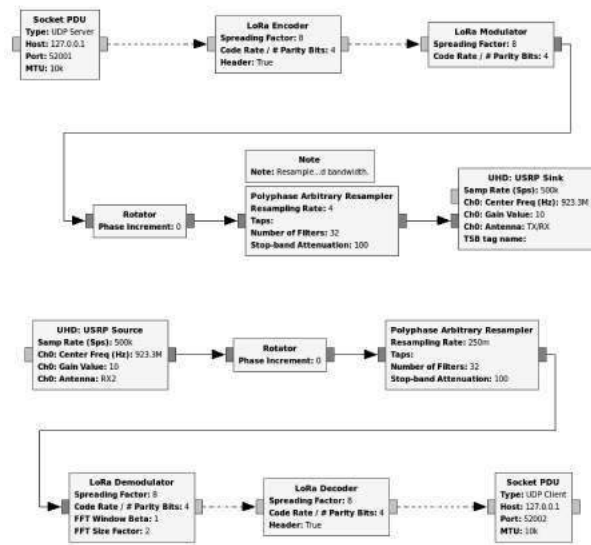 Socket PDU
Type: UDP Server
Host: 127.0.0.1
Port: 52001
MTU: 10k
LoRa Encoder
Spreading Factor: 8
Code Rate / # Parity Bits: 4
Header: True
LoRa Modulator
Spreading Factor: 8
Code Rate / # Parity Bits: 4
Rotator
Phase Increment: 0
Note
Note: Resample...d bandwidth.
Polyphase Arbitrary Resampler
Resampling Rate: 4
Taps:
Number of Filters: 32
Stop-band Attenuation: 100
UHD: USRP Sink
Samp Rate (Sps): 500k
Ch0: Center Freq (Hz): 923.3M
Ch0: Gain Value: 10
Ch0: Antenna: TX/RX
TSB tag name:
UHD: USRP Source
Samp Rate (Sps): 500k
Ch0: Center Freq (Hz): 923.3M
Ch0: Gain Value: 10
Ch0: Antenna: RX2
Rotator
Phase Increment: 0
Polyphase Arbitrary Resampler
Resampling Rate: 250m
Taps:
Number of Filters: 32
Stop-band Attenuation: 100
LoRa Demodulator
Spreading Factor: 8
Code Rate / # Parity Bits: 4
FFT Window Beta: 1
FFT Size Factor: 2
LoRa Decoder
Spreading Factor: 8
Code Rate / # Parity Bits: 4
Header: True
Socket PDU
Type: UDP Client
Host: 127.0.0.1
Port: 52002
MTU: 10k